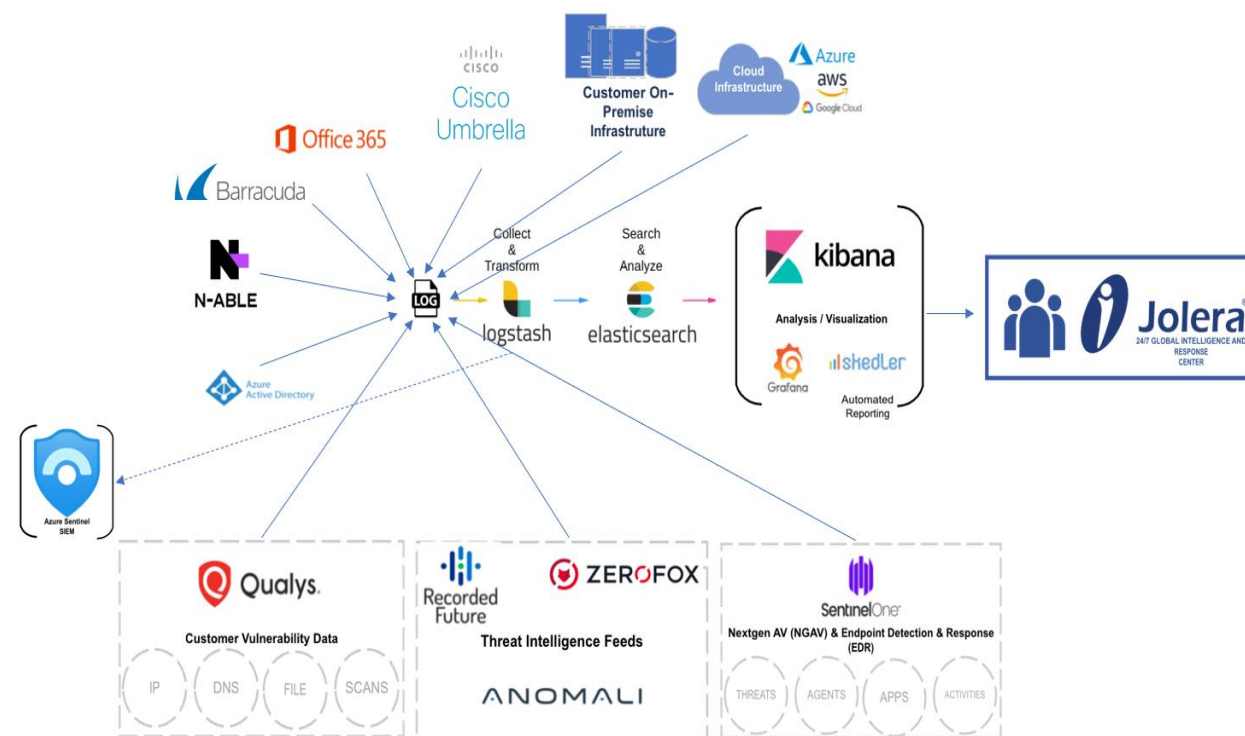 CISCO
Cisco
Umbrella
Customer On-
Premise
Infrastruture
Cloud
Infrastructure
Azure
aws
Google Cloud
Office 365
Barracuda
N-ABLE
LOG
Collect
&
Transform
logstash
Search
&
Analyze
elasticsearch
kibana
Analysis / Visualization
Grafana
skedler
Automated
Reporting
i Jolera®
24/7 GLOBAL INTELLIGENCE AND
RESPONSE
CENTER
Azure
Active Directory
Azure Sentinel
SIEM
Qualys.
Customer Vulnerability Data
IP
DNS
FILE
SCANS
Recorded
Future
ZEROFOX
Threat Intelligence Feeds
ANOMALI
SentinelOne
Nextgen AV (NGAV) & Endpoint Detection & Response
(EDR)
THREATS
AGENTS
APPS
ACTIVITIES